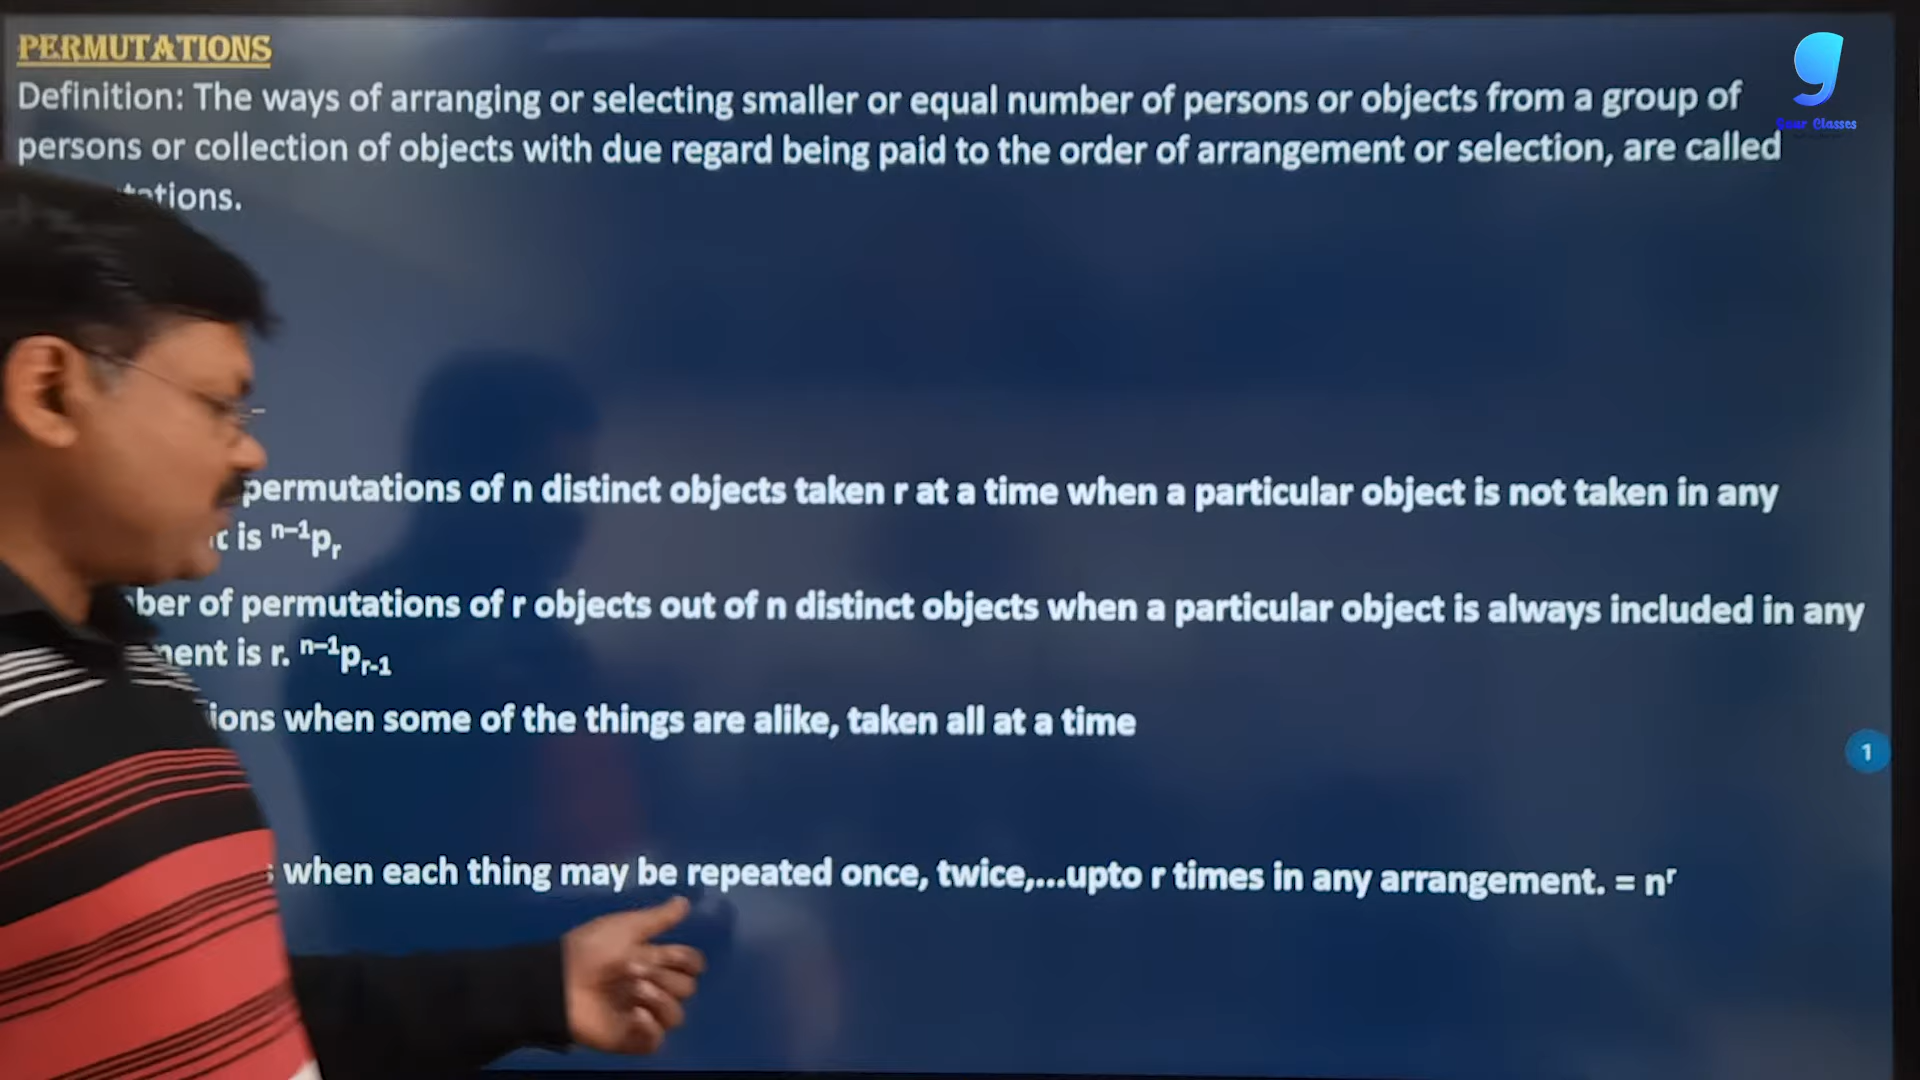 PERMUTATIONS
Definition: The ways of arranging or selecting smaller or equal number of persons or objects from a group of
persons or collection of objects with due regard being paid to the order of arrangement or selection, are called
permutations of n distinct objects taken r at a time when a particular object is not taken in any
is ⁿ⁻¹pᵣ
of permutations of r objects out of n distinct objects when a particular object is always included in any
is r. ⁿ⁻¹pᵣ₋₁
when some of the things are alike, taken all at a time
1
when each thing may be repeated once, twice,...upto r times in any arrangement. = nʳ
Classes